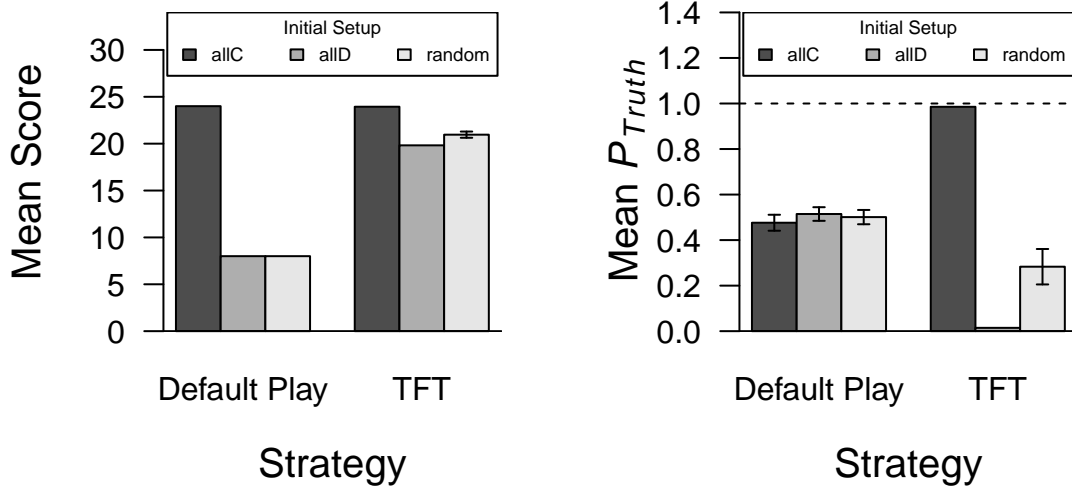 Initial Setup
allC allD random
30
25
20
15
10
5
0
Mean Score
Default Play TFT
Strategy
Initial Setup
allC allD random
1.4
1.2
1.0
0.8
0.6
0.4
0.2
0.0
Mean P_Truth
Default Play TFT
Strategy